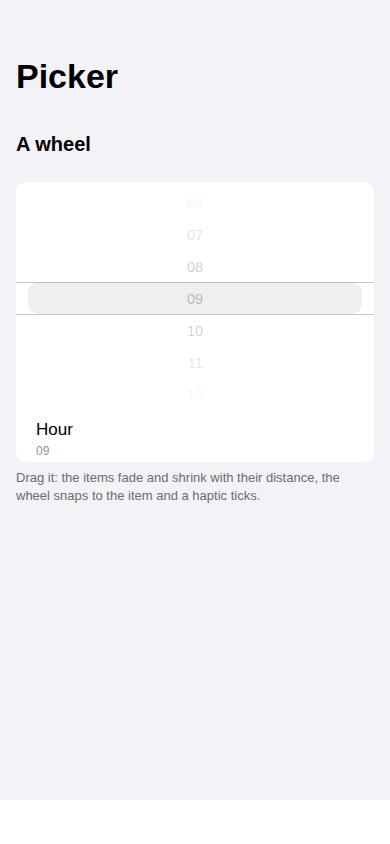 Picker
A wheel
06
07
08
09
10
11
12
Hour
09
Drag it: the items fade and shrink with their distance, the
wheel snaps to the item and a haptic ticks.